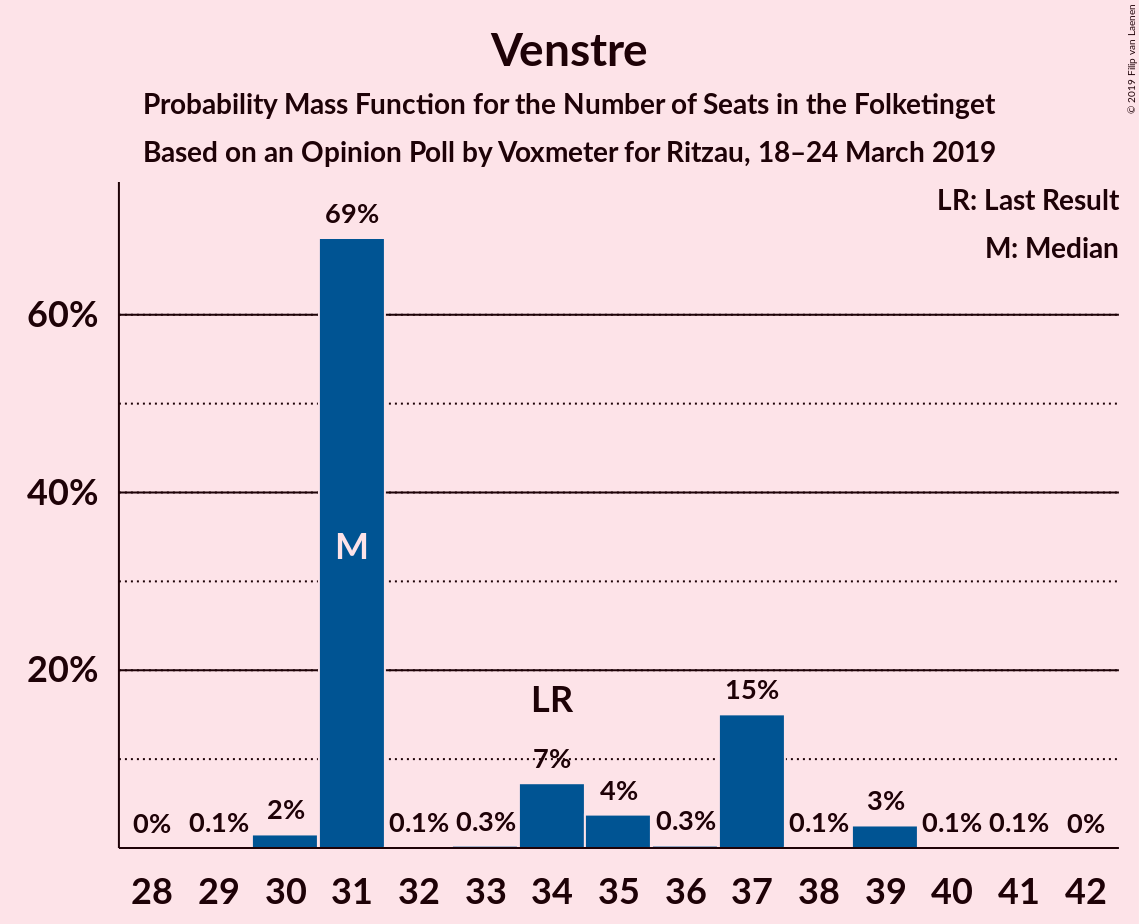 Venstre
Probability Mass Function for the Number of Seats in the Folketinget
Based on an Opinion Poll by Voxmeter for Ritzau, 18–24 March 2019
© 2019 Filip van Laenen
LR: Last Result
M: Median
60%
40%
20%
0%
0.1%
2%
69%
M
0.1%
0.3%
LR
7%
4%
0.3%
15%
0.1%
3%
0.1%
0.1%
0%
28 29 30 31 32 33 34 35 36 37 38 39 40 41 42